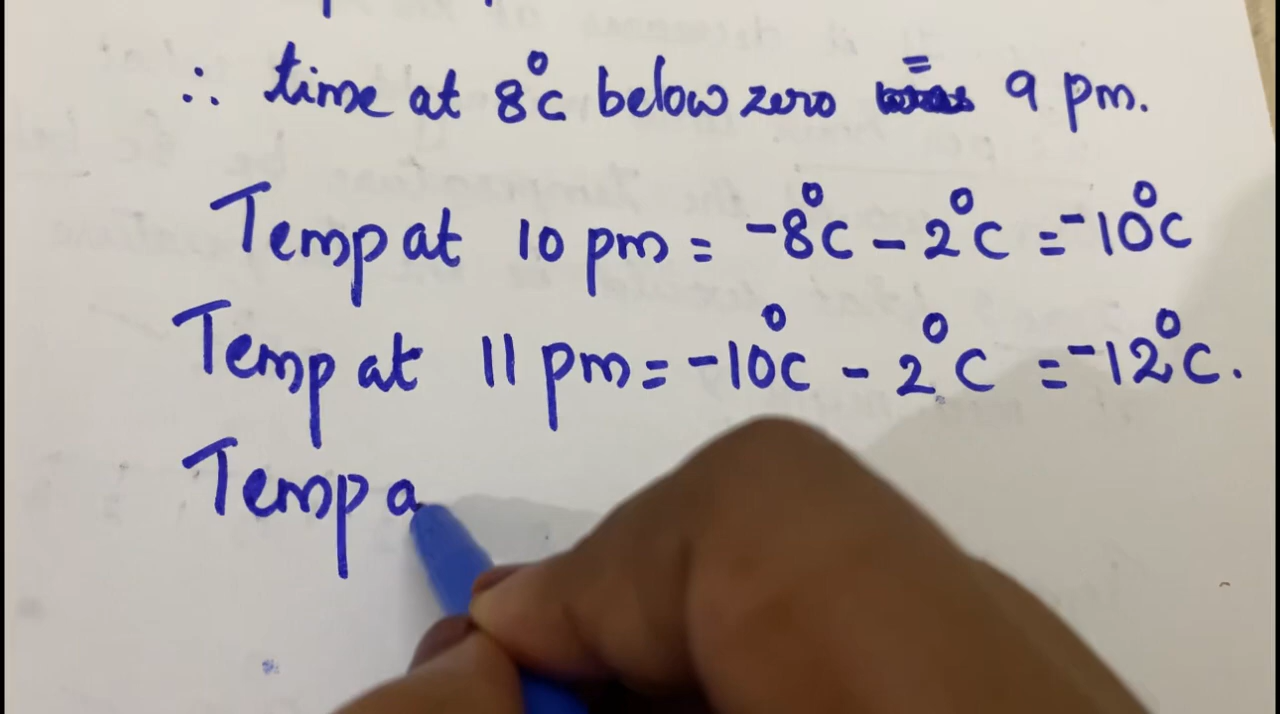 ∴ time at 8°C below zero = 9 pm.
Temp at 10 pm = -8°C - 2°C = -10°C
Temp at 11 pm = -10°C - 2°C = -12°C.
Temp a